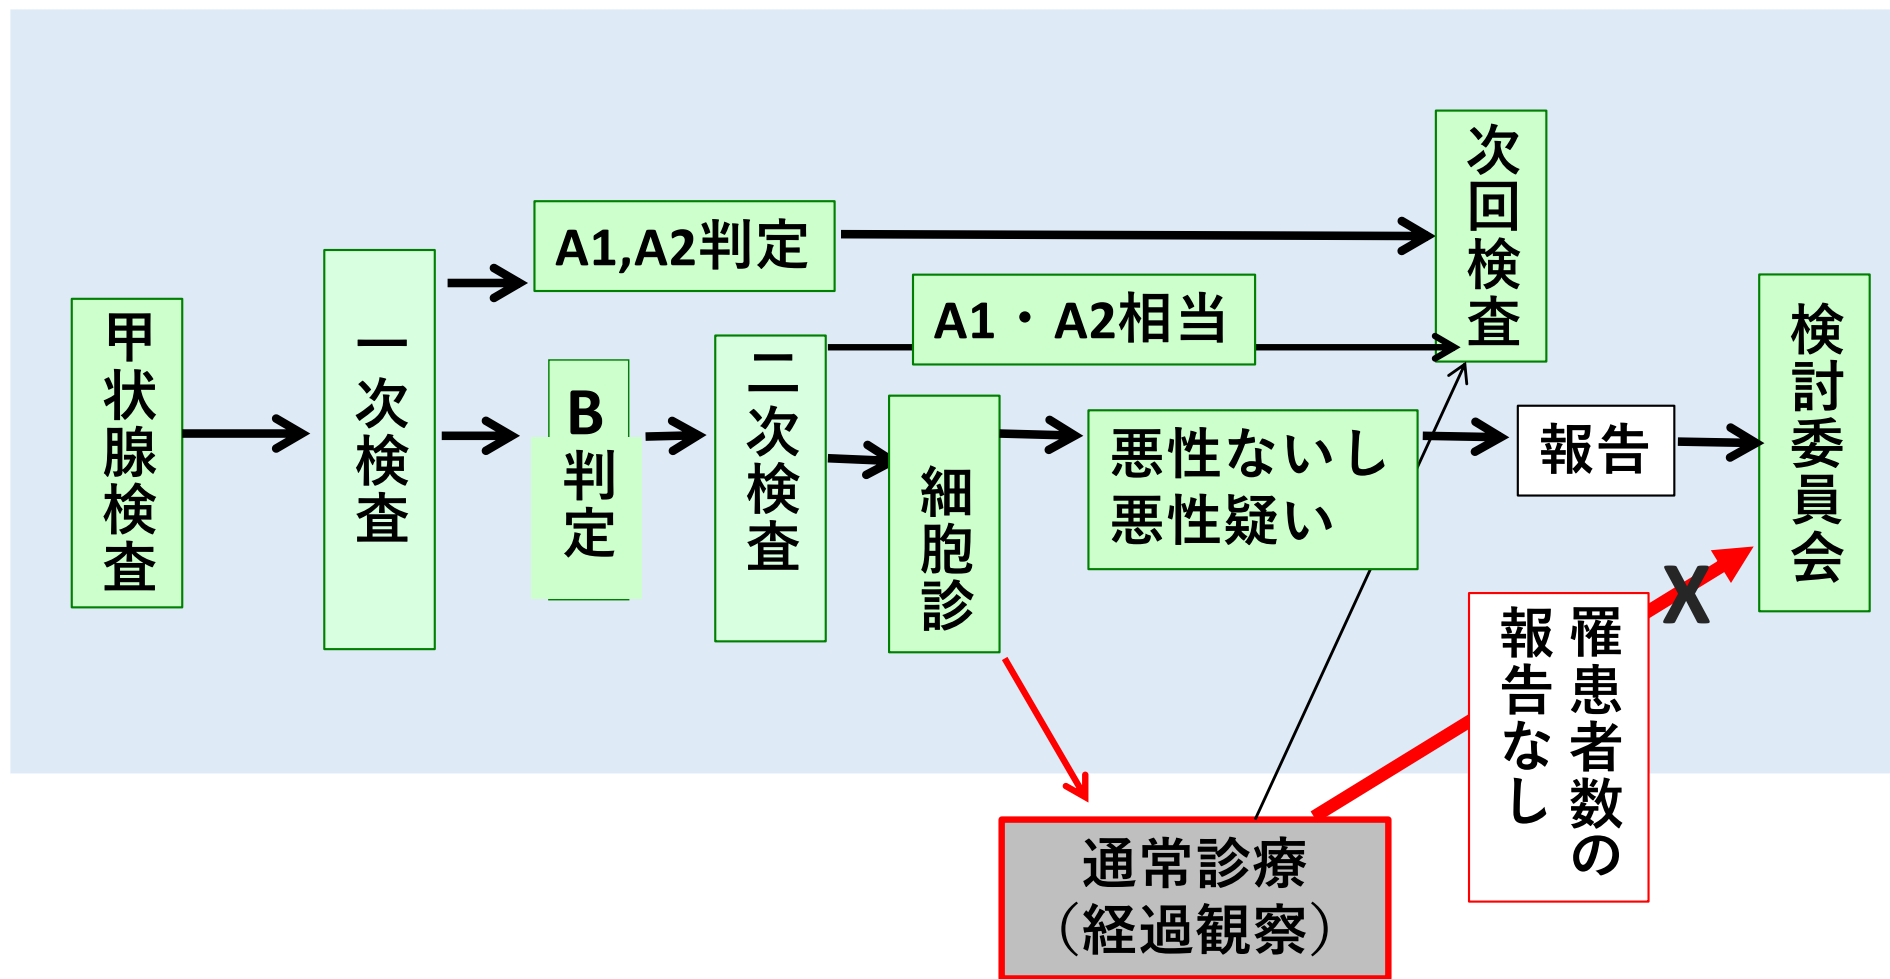 甲状腺検査
一次検査
A1,A2判定
B
判定
二次検査
A1・A2相当
細胞診
悪性ないし
悪性疑い
次回検査
報告
検討委員会
通常診療
（経過観察）
罹患者数の
報告なし
X